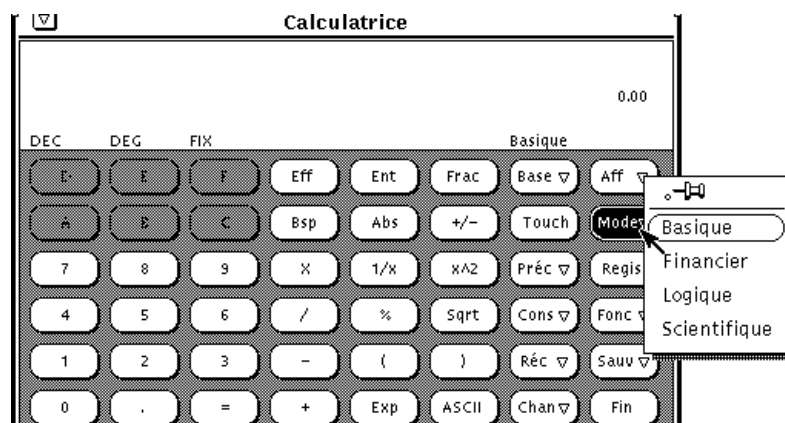 Calculatrice
0.00
DEC DEG FIX Basique
D E F Eff Ent Frac Base Aff
A B C Bsp Abs +/- Touch Mode
Basique
7 8 9 X 1/x x^2 Préc Regis
Financier
4 5 6 / % Sqrt Cons Fonc
Logique
Scientifique
1 2 3 - ( ) Réc Sauv
0 . = + Exp ASCII Chan Fin